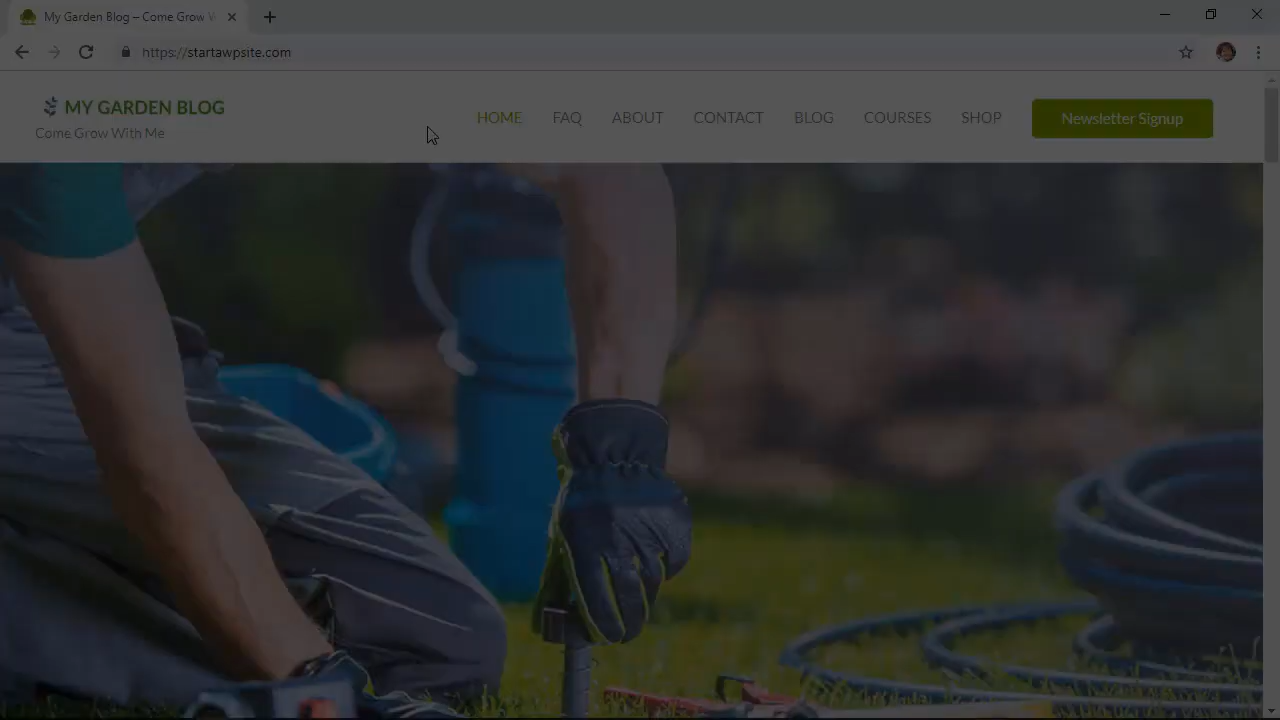 My Garden Blog – Come Grow
https://startawpsite.com
MY GARDEN BLOG
Come Grow With Me
HOME FAQ ABOUT CONTACT BLOG COURSES SHOP Newsletter Signup